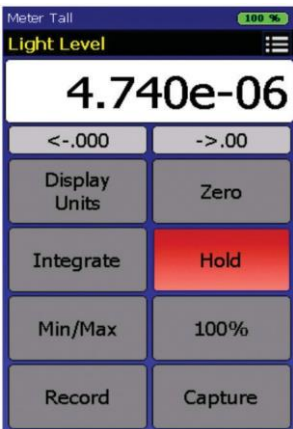 Meter Tall
100 %
Light Level
4.740e-06
<-.000
->.00
Display
Units
Zero
Integrate
Hold
Min/Max
100%
Record
Capture